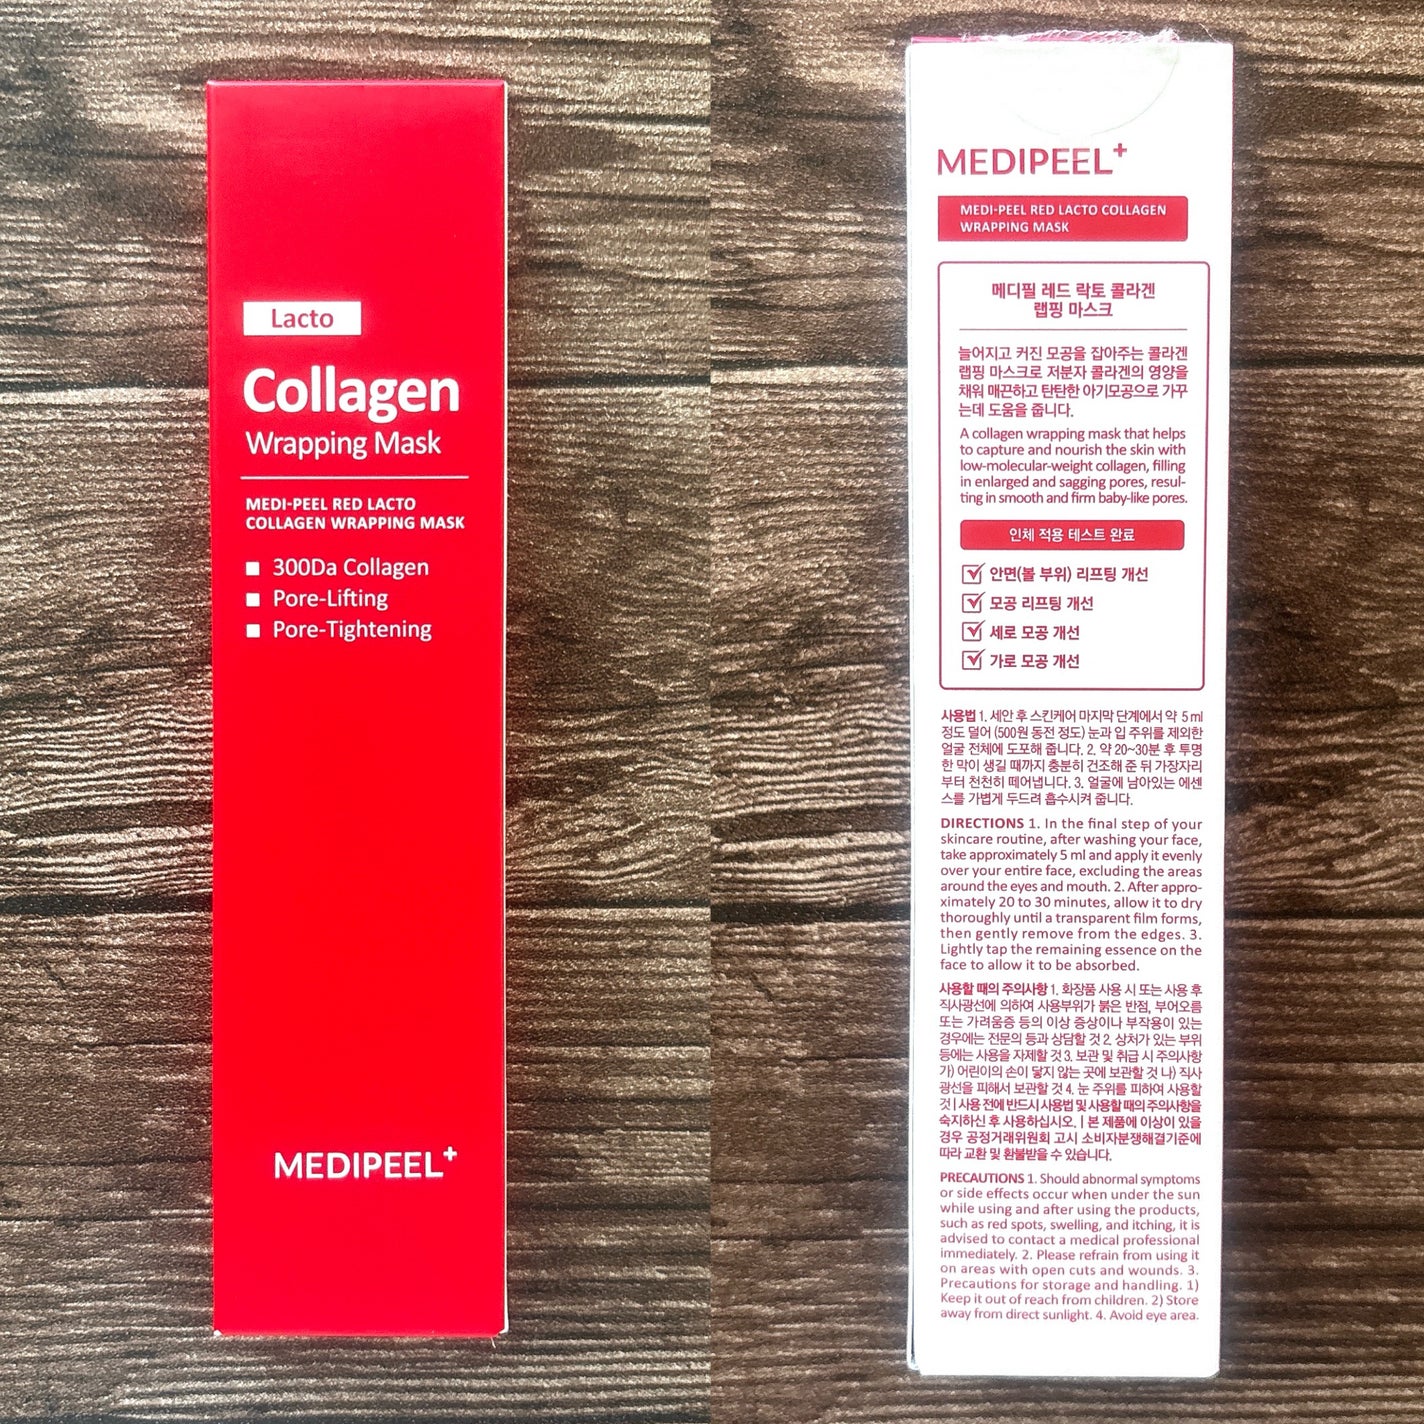 Lacto
Collagen
Wrapping Mask
MEDI-PEEL RED LACTO
COLLAGEN WRAPPING MASK
300Da Collagen
Pore-Lifting
Pore-Tightening
MEDIPEEL+
MEDIPEEL+
MEDI-PEEL RED LACTO COLLAGEN
WRAPPING MASK
메디필 레드 락토 콜라겐
랩핑 마스크
늘어지고 커진 모공을 잡아주는 콜라겐
랩핑 마스크로 저분자 콜라겐의 영양을
채워 매끈하고 탄탄한 아기모공으로 가꾸
는데 도움을 줍니다.
A collagen wrapping mask that helps
to capture and nourish the skin with
low-molecular-weight collagen, filling
in enlarged and sagging pores, resul-
ting in smooth and firm baby-like pores.
인체 적용 테스트 완료
안면(볼 부위) 리프팅 개선
모공 리프팅 개선
세로 모공 개선
가로 모공 개선
사용법 1. 세안 후 스킨케어 마지막 단계에서 약 5 ml
정도 덜어 (500원 동전 정도) 눈과 입 주위를 제외한
얼굴 전체에 도포해 줍니다. 2. 약 20~30분 후 투명
한 막이 생길 때까지 충분히 건조해 준 뒤 가장자리
부터 천천히 떼어냅니다. 3. 얼굴에 남아있는 에센
스를 가볍게 두드려 흡수시켜 줍니다.
DIRECTIONS 1. In the final step of your
skincare routine, after washing your face,
take approximately 5 ml and apply it evenly
over your entire face, excluding the areas
around the eyes and mouth. 2. After appro-
ximately 20 to 30 minutes, allow it to dry
thoroughly until a transparent film forms,
then gently remove from the edges. 3.
Lightly tap the remaining essence on the
face to allow it to be absorbed.
사용할 때의 주의사항 1. 화장품 사용 시 또는 사용 후
직사광선에 의하여 사용부위가 붉은 반점, 부어오름
또는 가려움증 등의 이상 증상이나 부작용이 있는
경우에는 전문의 등과 상담할 것 2. 상처가 있는 부위
등에는 사용을 자제할 것 3. 보관 및 취급 시 주의사항
가) 어린이의 손이 닿지 않는 곳에 보관할 것 나) 직사
광선을 피해서 보관할 것 4. 눈 주위를 피하여 사용할
것 | 사용 전에 반드시 사용법 및 사용할 때의 주의사항을
숙지하신 후 사용하십시오. | 본 제품에 이상이 있을
경우 공정거래위원회 고시 소비자분쟁해결기준에
따라 교환 및 환불받을 수 있습니다.
PRECAUTIONS 1. Should abnormal symptoms
or side effects occur when under the sun
while using and after using the products,
such as red spots, swelling, and itching, it is
advised to contact a medical professional
immediately. 2. Please refrain from using it
on areas with open cuts and wounds. 3.
Precautions for storage and handling. 1)
Keep it out of reach from children. 2) Store
away from direct sunlight. 4. Avoid eye area.